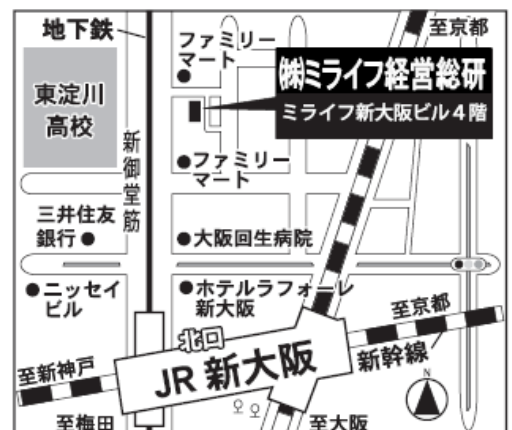 地下鉄
至京都
ファミリー
マート
㈱ミライフ経営総研
ミライフ新大阪ビル4階
東淀川
高校
新御堂筋
ファミリー
マート
三井住友
銀行
大阪回生病院
ニッセイ
ビル
ホテルラフォーレ
新大阪
至京都
北口
JR 新大阪
新幹線
至新神戸
N
至梅田
至大阪